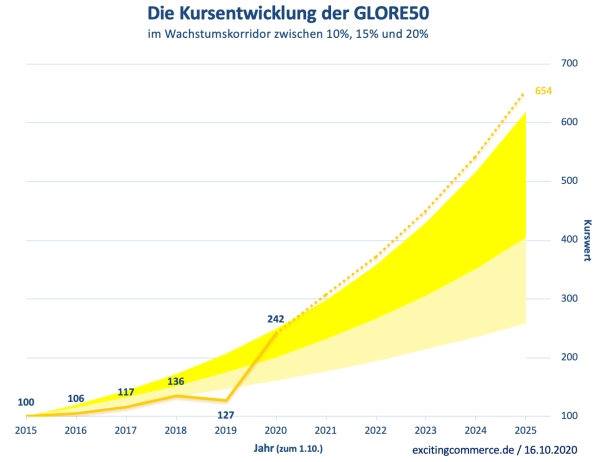 Die Kursentwicklung der GLORE50
im Wachstumskorridor zwischen 10%, 15% und 20%
700
654
600
500
400
Kurswert
300
242
200
136
117
106
100
127
100
2015 2016 2017 2018 2019 2020 2021 2022 2023 2024 2025
Jahr (zum 1.10.)
excitingcommerce.de / 16.10.2020